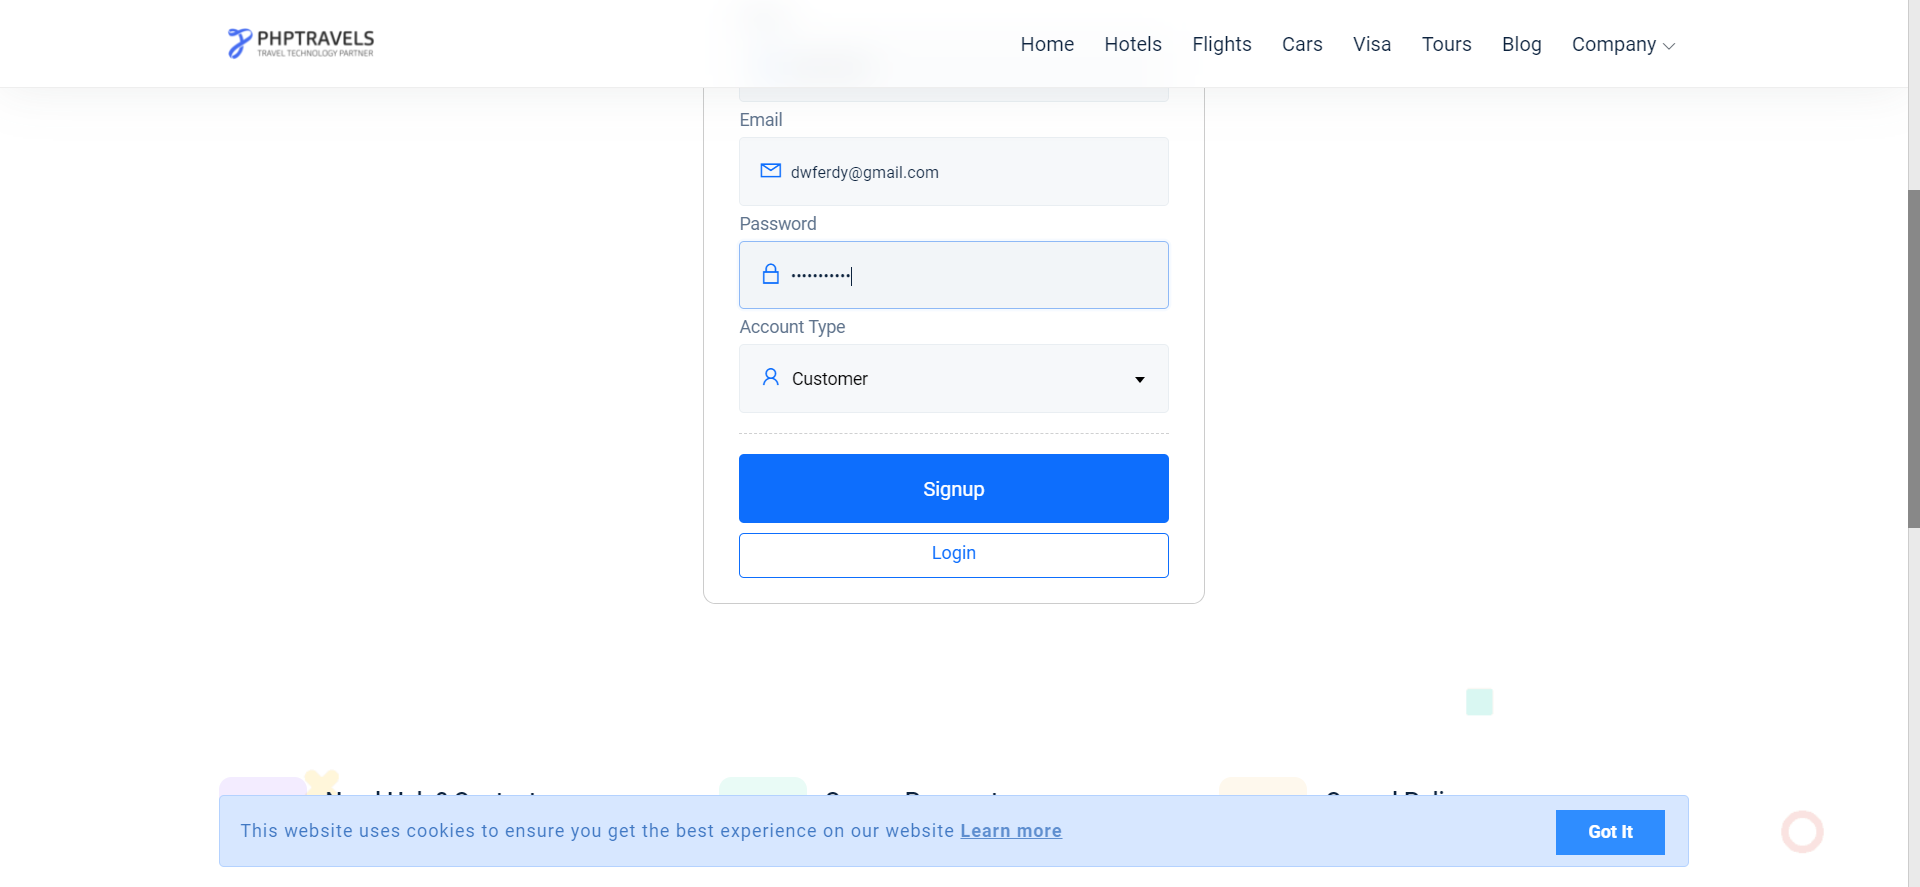 PHPTRAVELS
TRAVEL TECHNOLOGY PARTNER
Home Hotels Flights Cars Visa Tours Blog Company
Email
dwferdy@gmail.com
Password
•••••••••••
Account Type
Customer
Signup
Login
This website uses cookies to ensure you get the best experience on our website Learn more
Got It